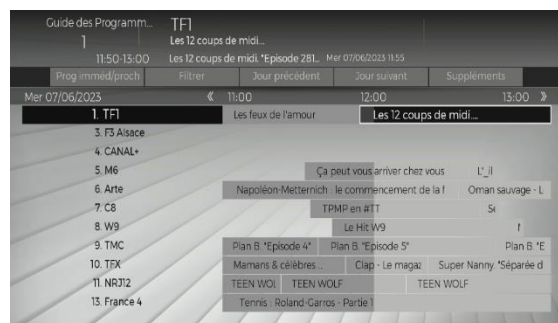 Guide des Programm... TF1
1 Les 12 coups de midi...
11:50-13:00 Les 12 coups de midi. "Episode 281... Mer 07/06/2023 11:55
Prog imméd/proch Filtrer Jour précédent Jour suivant Suppléments
Mer 07/06/2023 « 11:00 12:00 13:00 »
1. TF1 Les feux de l'amour Les 12 coups de midi....
3. F3 Alsace
4. CANAL+
5. M6 Ça peut vous arriver chez vous L'_il
6. Arte Napoléon-Metternich : le commencement de la f Oman sauvage - L
7. C8 TPMP en #TT
8. W9 Le Hit W9
9. TMC Plan B. "Episode 4" Plan B. "Episode 5" Plan B. "E
10. TFX Mamans & célèbres ... Clap - Le magaz Super Nanny. "Séparée d
11. NRJ12 TEEN WOL TEEN WOLF TEEN WOLF
13. France 4 Tennis : Roland-Garros - Partie 1